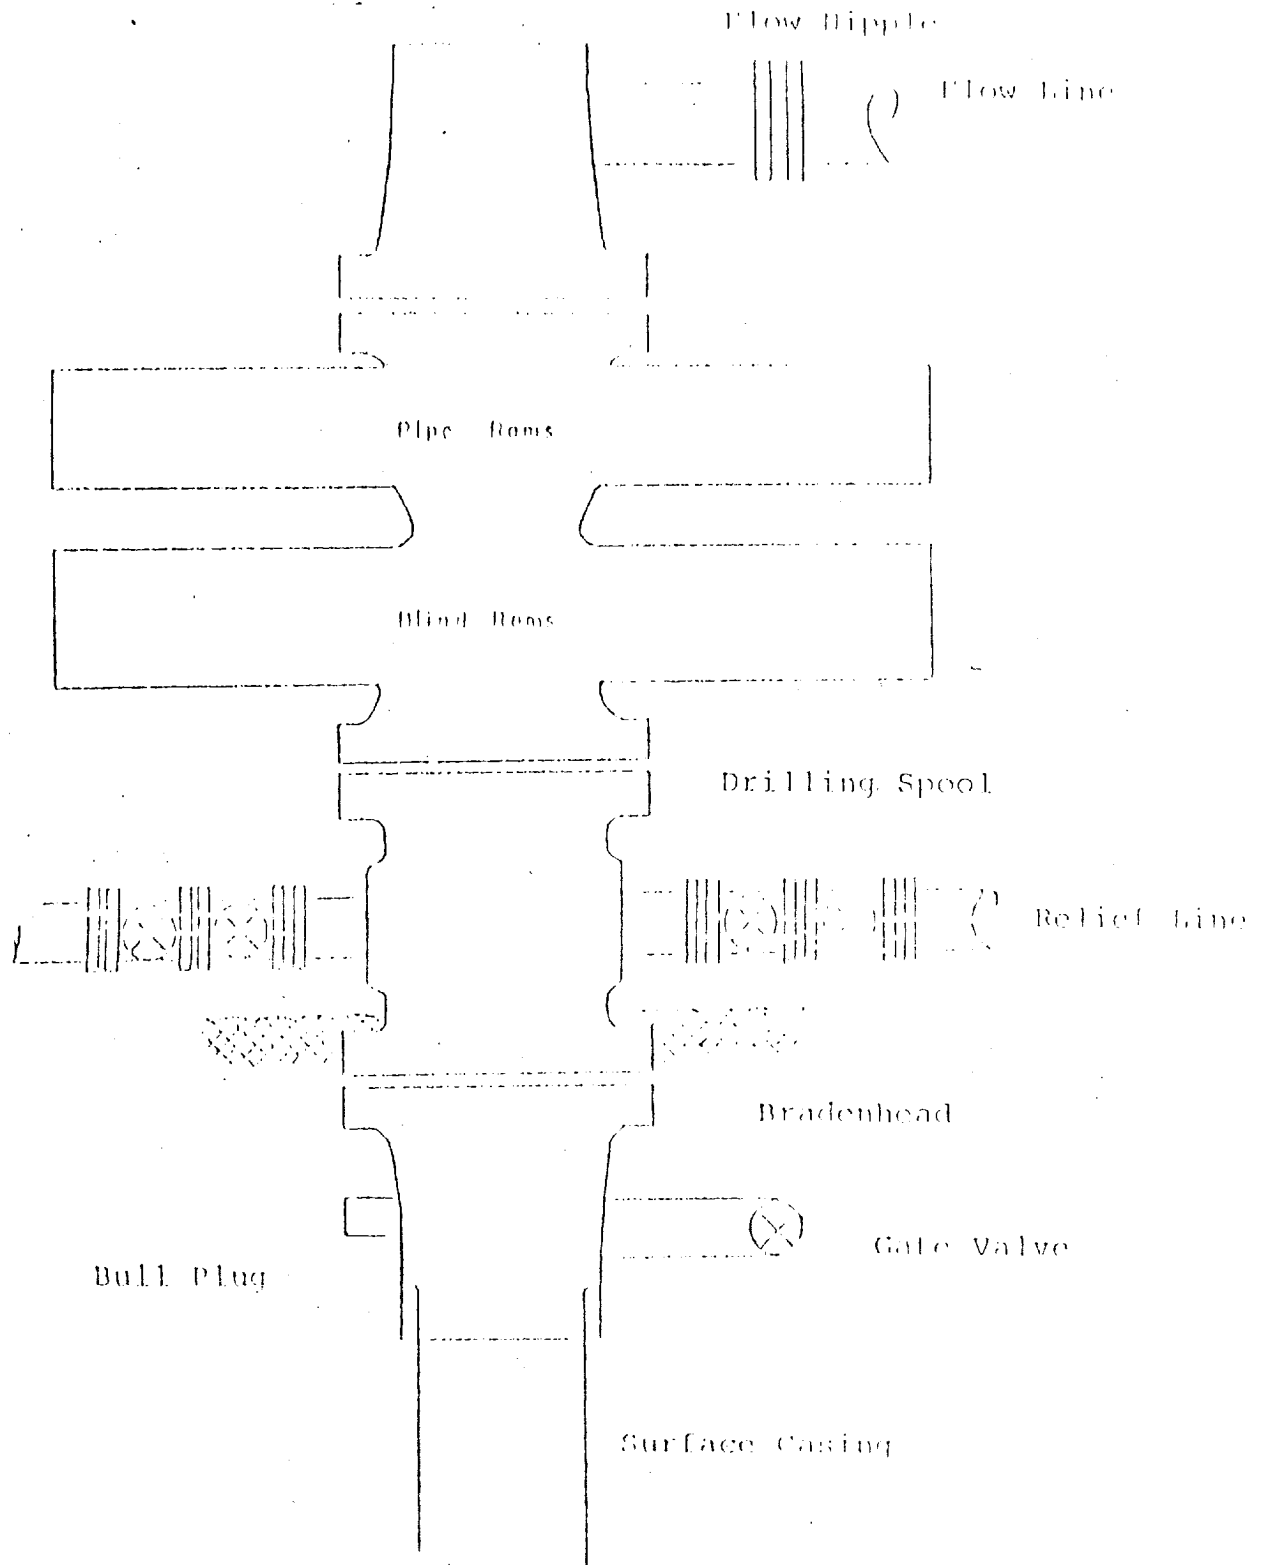 Flow Nipple
Flow Line
Pipe Rams
Blind Rams
Drilling Spool
Relief Line
Bradenhead
Gate Valve
Bull Plug
Surface Casing